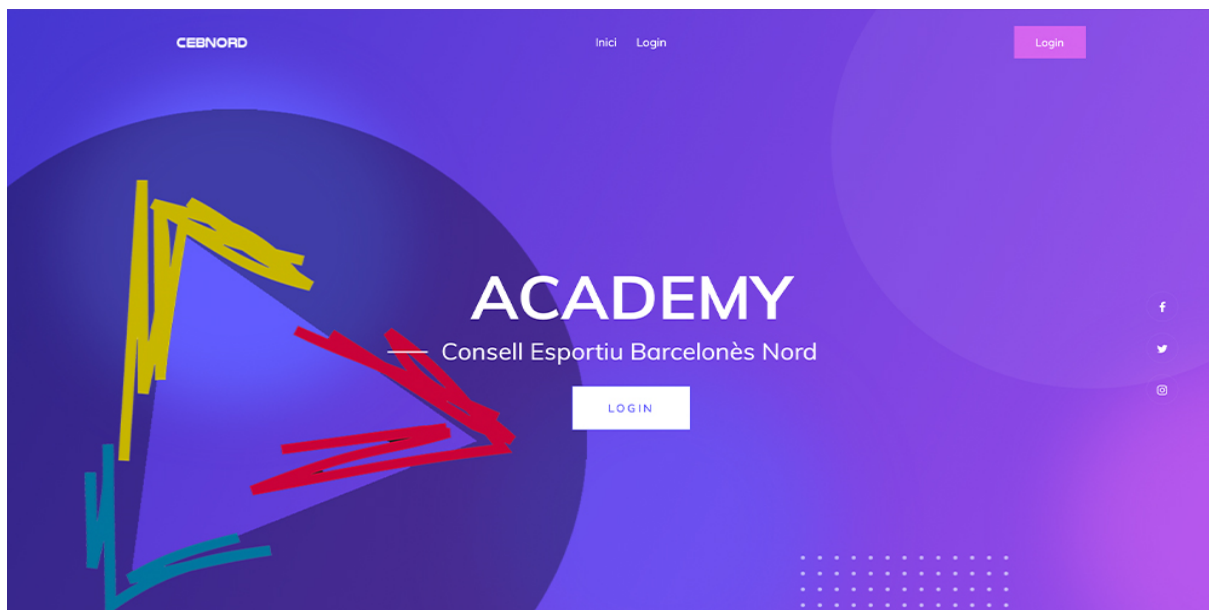 CEBNORD
Inici Login
Login
ACADEMY
Consell Esportiu Barcelonès Nord
LOGIN